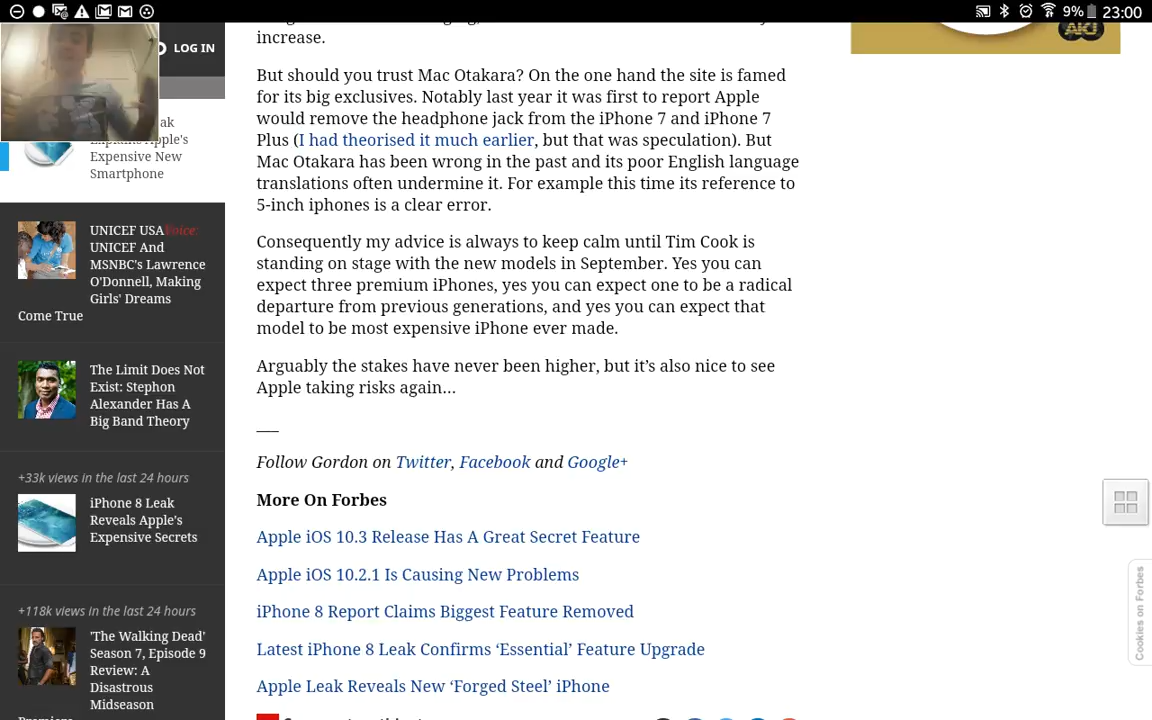 9% 23:00
LOG IN
increase.
But should you trust Mac Otakara? On the one hand the site is famed
for its big exclusives. Notably last year it was first to report Apple
would remove the headphone jack from the iPhone 7 and iPhone 7
Plus (I had theorised it much earlier, but that was speculation). But
Mac Otakara has been wrong in the past and its poor English language
translations often undermine it. For example this time its reference to
5-inch iphones is a clear error.
Consequently my advice is always to keep calm until Tim Cook is
standing on stage with the new models in September. Yes you can
expect three premium iPhones, yes you can expect one to be a radical
departure from previous generations, and yes you can expect that
model to be most expensive iPhone ever made.
Arguably the stakes have never been higher, but it's also nice to see
Apple taking risks again...
Follow Gordon on Twitter, Facebook and Google+
More On Forbes
Apple iOS 10.3 Release Has A Great Secret Feature
Apple iOS 10.2.1 Is Causing New Problems
iPhone 8 Report Claims Biggest Feature Removed
Latest iPhone 8 Leak Confirms ‘Essential’ Feature Upgrade
Apple Leak Reveals New ‘Forged Steel’ iPhone
Apple's
Expensive New
Smartphone
UNICEF USA Voice:
UNICEF And
MSNBC's Lawrence
O'Donnell, Making
Girls' Dreams
Come True
The Limit Does Not
Exist: Stephon
Alexander Has A
Big Band Theory
+33k views in the last 24 hours
iPhone 8 Leak
Reveals Apple's
Expensive Secrets
+118k views in the last 24 hours
'The Walking Dead'
Season 7, Episode 9
Review: A
Disastrous
Midseason
Cookies on Forbes